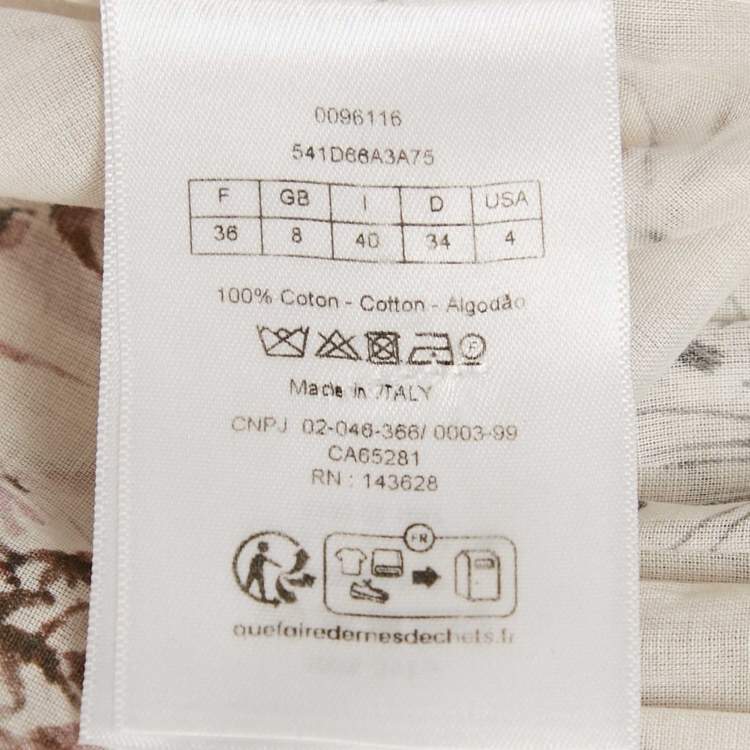 0096116
541D66A3A75
F GB I D USA
36 8 40 34 4
100% Coton - Cotton - Algodão
F
Made in ITALY
CNPJ 02-046-366/ 0003-99
CA65281
RN : 143628
FR
quefairedemesdechets.fr